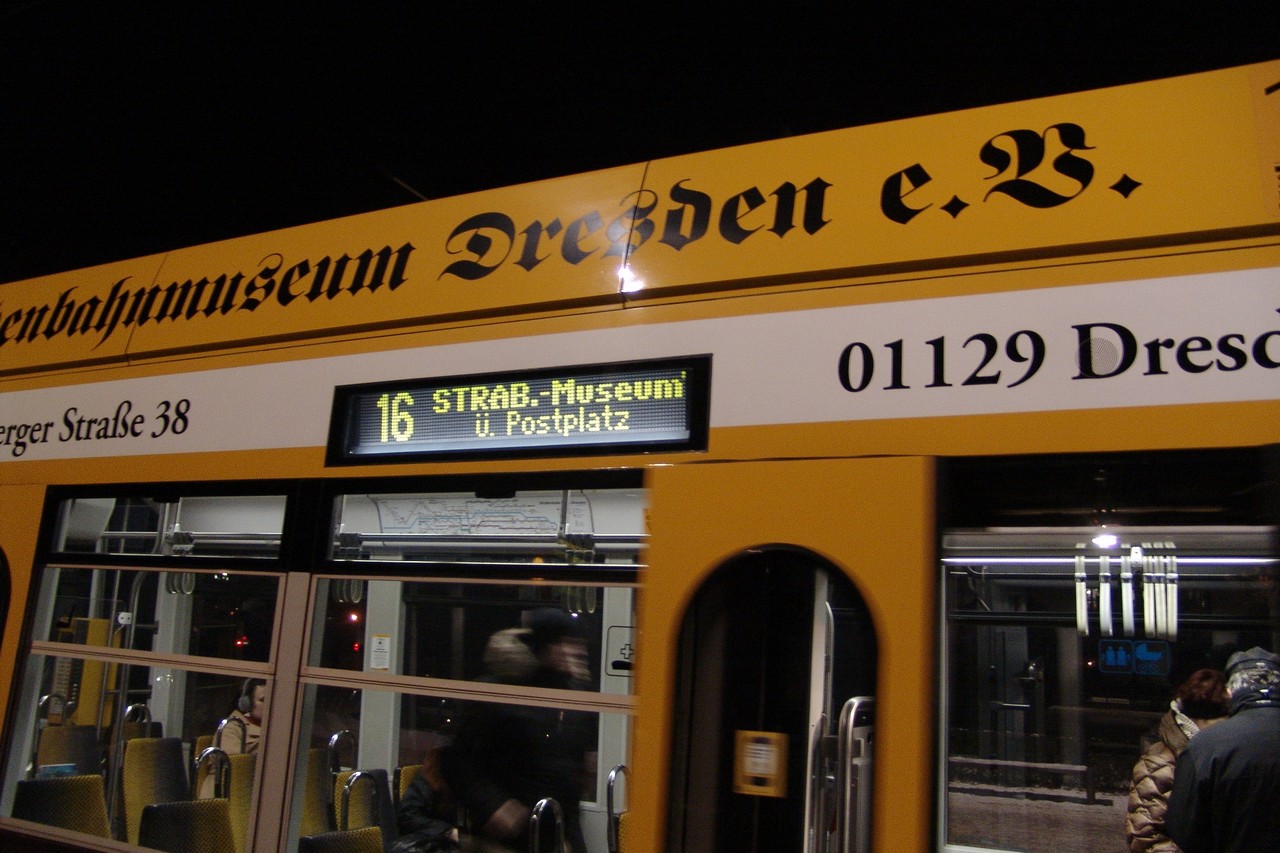 enbahnmuseum Dresden e.V.
erger Straße 38
01129 Dresd
16 STRAB.-Museum
ü. Postplatz